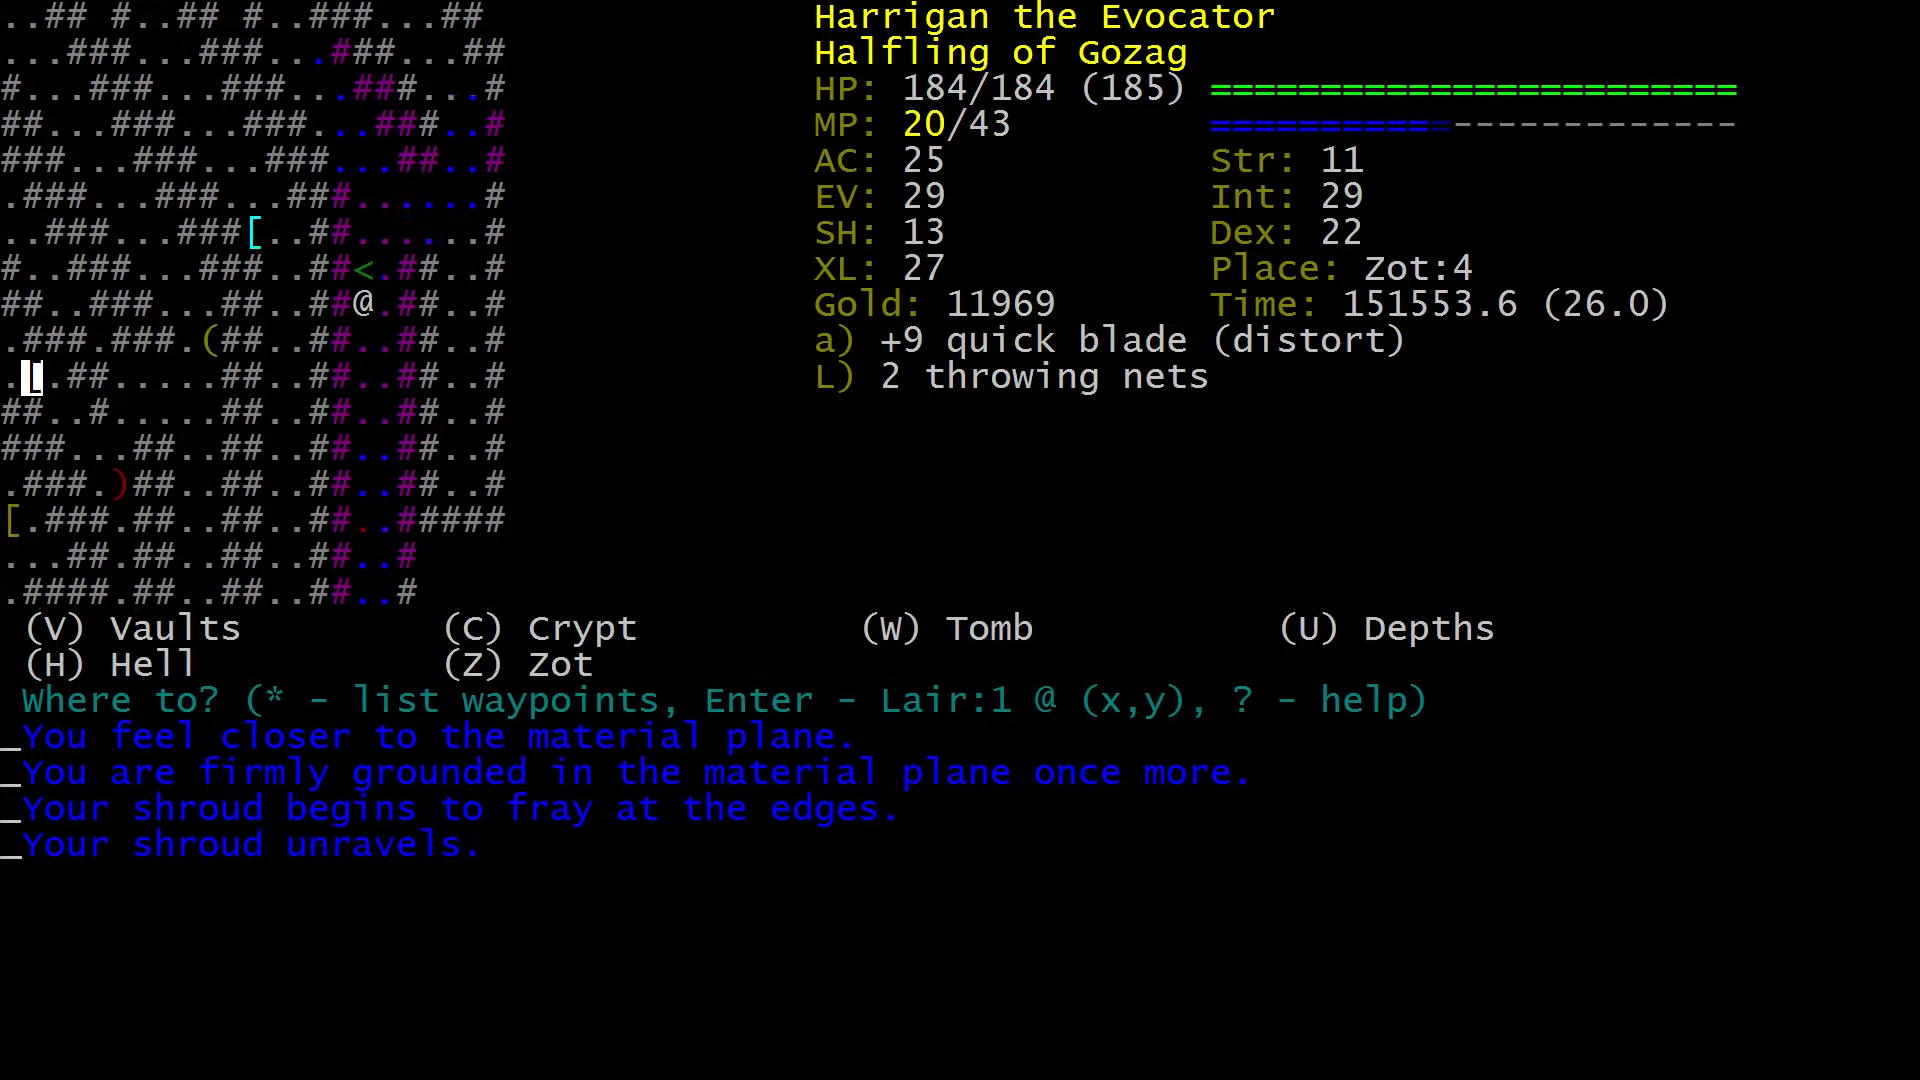 ..## #..## #..###...##
Harrigan the Evocator
...###...###....####...##
Halfling of Gozag
#...###...###...###...#
HP: 184/184 (185) ========================
##...###...###....###..#
MP: 20/43 ===========-------------
###...###...###...##..#
AC: 25 Str: 11
.###...###...###......#
EV: 29 Int: 29
..###...###[..##......#
SH: 13 Dex: 22
#..###...###..##<.##..#
XL: 27 Place: Zot:4
##..###...##..##@.##..#
Gold: 11969 Time: 151553.6 (26.0)
.###.###.(##..##..##..#
a) +9 quick blade (distort)
.[.##.....##..##..##..#
L) 2 throwing nets
##..#.....##..##..##..#
###...##..##..##..##..#
.###.)##..##..##..##..#
[.###.##..##..##..#####
...##.##..##..##..#
.####.##..##..##..#
(V) Vaults (C) Crypt (W) Tomb (U) Depths
(H) Hell (Z) Zot
Where to? (* - list waypoints, Enter - Lair:1 @ (x,y), ? - help)
_You feel closer to the material plane.
_You are firmly grounded in the material plane once more.
_Your shroud begins to fray at the edges.
_Your shroud unravels.